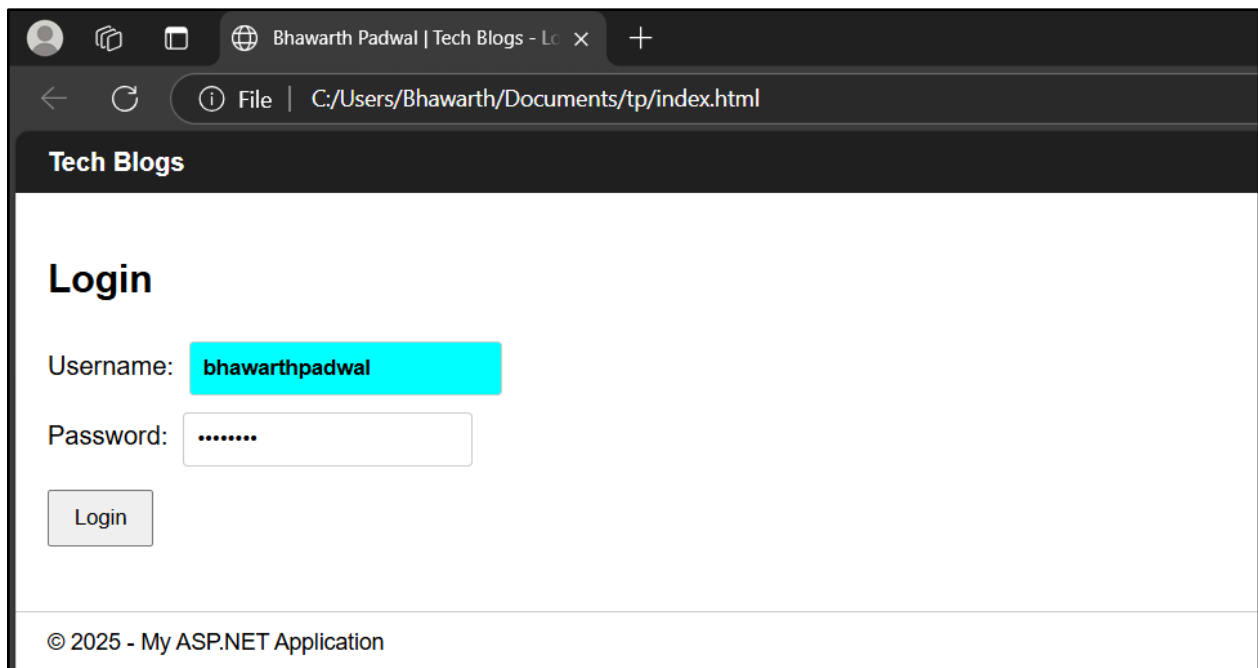 Bhawarth Padwal | Tech Blogs - Lo
File | C:/Users/Bhawarth/Documents/tp/index.html
Tech Blogs
Login
Username: bhawarthpadwal
Password: ••••••••
Login
© 2025 - My ASP.NET Application